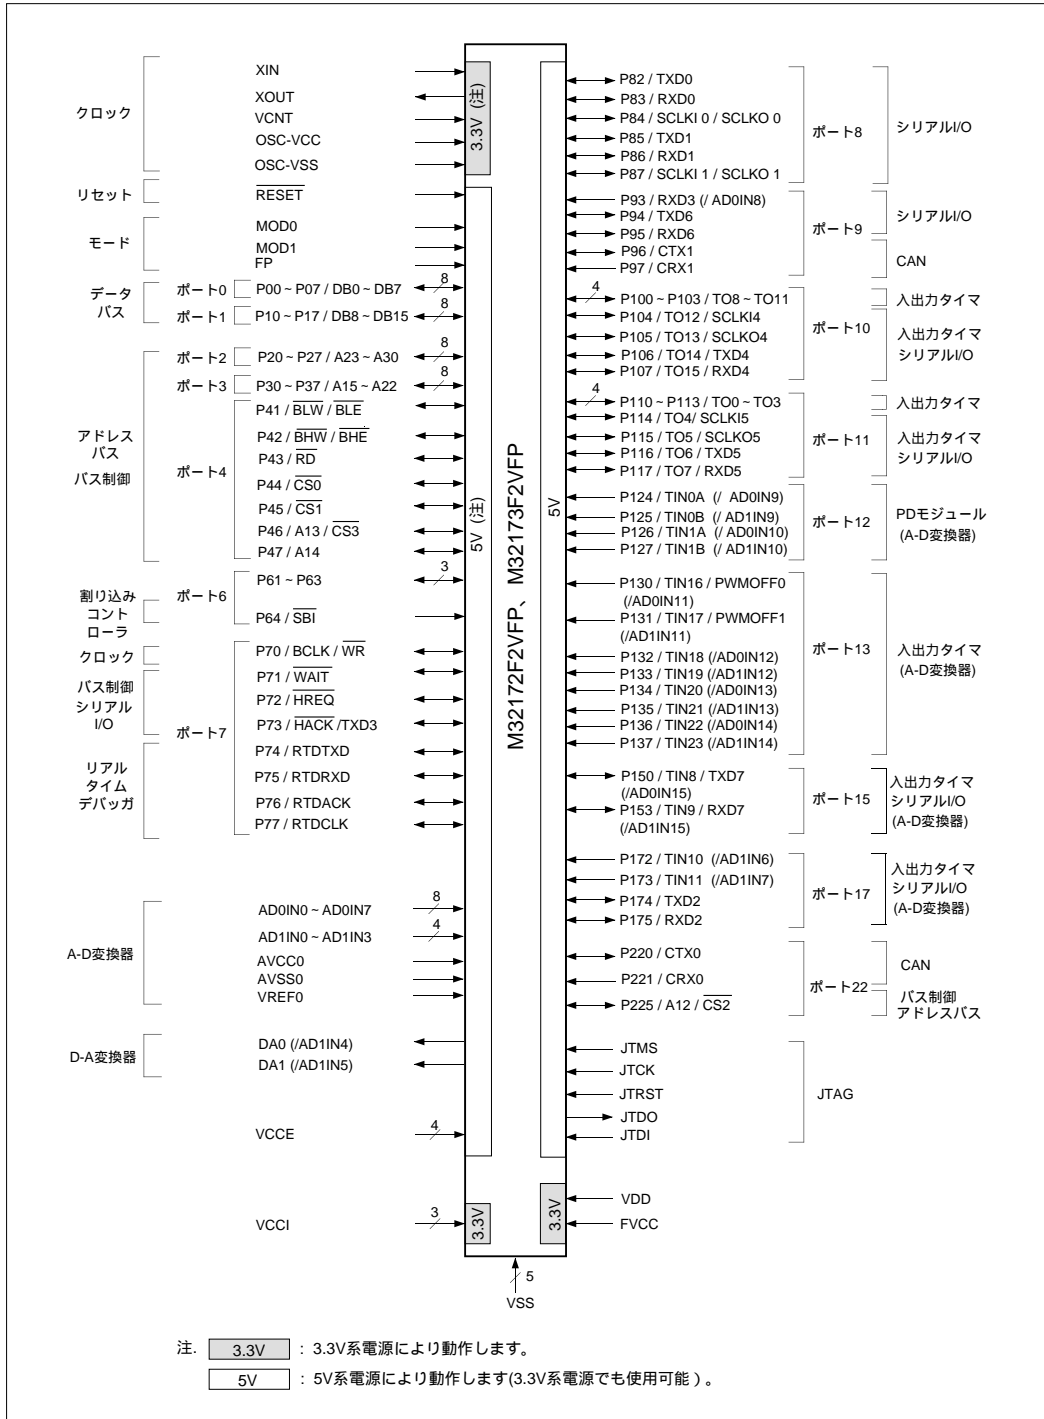 クロック
XIN
XOUT
VCNT
OSC-VCC
OSC-VSS
リセット
RESET
モード
MOD0
MOD1
FP
データ
バス
ポート0
P00 ~ P07 / DB0 ~ DB7
8
ポート1
P10 ~ P17 / DB8 ~ DB15
8
アドレス
バス
バス制御
ポート2
P20 ~ P27 / A23 ~ A30
8
ポート3
P30 ~ P37 / A15 ~ A22
8
ポート4
P41 / BLW / BLE
P42 / BHW / BHE
P43 / RD
P44 / CS0
P45 / CS1
P46 / A13 / CS3
P47 / A14
割り込み
コント
ローラ
ポート6
P61 ~ P63
3
P64 / SBI
クロック
バス制御
シリアル
I/O
リアル
タイム
デバッガ
ポート7
P70 / BCLK / WR
P71 / WAIT
P72 / HREQ
P73 / HACK /TXD3
P74 / RTDTXD
P75 / RTDRXD
P76 / RTDACK
P77 / RTDCLK
A-D変換器
AD0IN0 ~ AD0IN7
8
AD1IN0 ~ AD1IN3
4
AVCC0
AVSS0
VREF0
D-A変換器
DA0 (/AD1IN4)
DA1 (/AD1IN5)
VCCE
4
VCCI
3
3.3V (注)
5V (注)
3.3V
M32172F2VFP、M32173F2VFP
5V
3.3V
P82 / TXD0
P83 / RXD0
P84 / SCLKI 0 / SCLKO 0
P85 / TXD1
P86 / RXD1
P87 / SCLKI 1 / SCLKO 1
ポート8
シリアルI/O
P93 / RXD3 (/ AD0IN8)
P94 / TXD6
P95 / RXD6
P96 / CTX1
P97 / CRX1
ポート9
シリアルI/O
CAN
4
P100 ~ P103 / TO8 ~ TO11
P104 / TO12 / SCLKI4
P105 / TO13 / SCLKO4
P106 / TO14 / TXD4
P107 / TO15 / RXD4
ポート10
入出力タイマ
入出力タイマ
シリアルI/O
4
P110 ~ P113 / TO0 ~ TO3
P114 / TO4/ SCLKI5
P115 / TO5 / SCLKO5
P116 / TO6 / TXD5
P117 / TO7 / RXD5
ポート11
入出力タイマ
入出力タイマ
シリアルI/O
P124 / TIN0A (/ AD0IN9)
P125 / TIN0B (/ AD1IN9)
P126 / TIN1A (/ AD0IN10)
P127 / TIN1B (/ AD1IN10)
ポート12
PDモジュール
(A-D変換器)
P130 / TIN16 / PWMOFF0
(/AD0IN11)
P131 / TIN17 / PWMOFF1
(/AD1IN11)
P132 / TIN18 (/AD0IN12)
P133 / TIN19 (/AD1IN12)
P134 / TIN20 (/AD0IN13)
P135 / TIN21 (/AD1IN13)
P136 / TIN22 (/AD0IN14)
P137 / TIN23 (/AD1IN14)
ポート13
入出力タイマ
(A-D変換器)
P150 / TIN8 / TXD7
(/AD0IN15)
P153 / TIN9 / RXD7
(/AD1IN15)
ポート15
入出力タイマ
シリアルI/O
(A-D変換器)
P172 / TIN10 (/AD1IN6)
P173 / TIN11 (/AD1IN7)
P174 / TXD2
P175 / RXD2
ポート17
入出力タイマ
シリアルI/O
(A-D変換器)
P220 / CTX0
P221 / CRX0
P225 / A12 / CS2
ポート22
CAN
バス制御
アドレスバス
JTMS
JTCK
JTRST
JTDO
JTDI
JTAG
VDD
FVCC
5
VSS
注. 3.3V : 3.3V系電源により動作します。
5V : 5V系電源により動作します(3.3V系電源でも使用可能)。